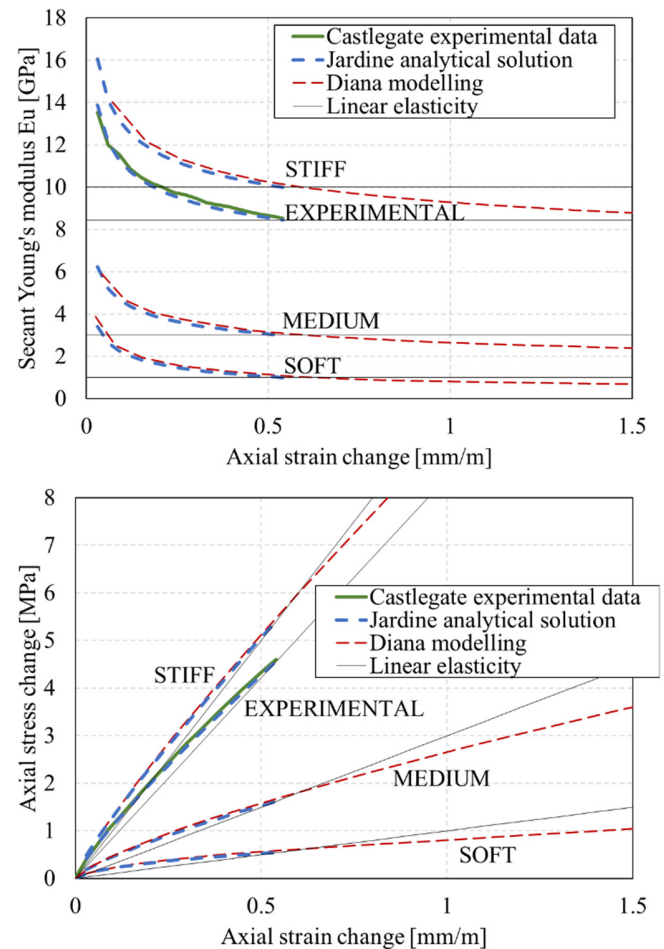 Secant Young's modulus Eu [GPa]
18
16
14
12
10
8
6
4
2
0
Castlegate experimental data
Jardine analytical solution
Diana modelling
Linear elasticity
STIFF
EXPERIMENTAL
MEDIUM
SOFT
0
0.5
1
1.5
Axial strain change [mm/m]
Axial stress change [MPa]
8
7
6
5
4
3
2
1
0
Castlegate experimental data
Jardine analytical solution
Diana modelling
Linear elasticity
STIFF
EXPERIMENTAL
MEDIUM
SOFT
0
0.5
1
1.5
Axial strain change [mm/m]